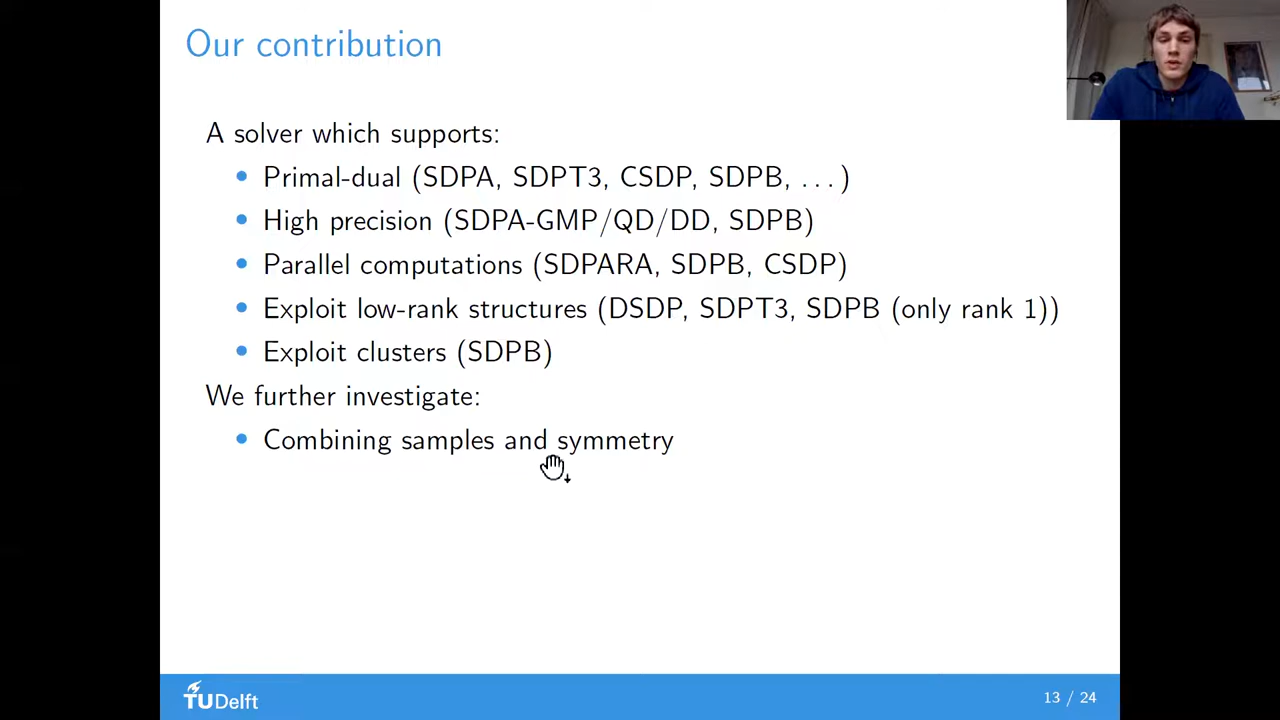 Our contribution
A solver which supports:
• Primal-dual (SDPA, SDPT3, CSDP, SDPB, . . . )
• High precision (SDPA-GMP/QD/DD, SDPB)
• Parallel computations (SDPARA, SDPB, CSDP)
• Exploit low-rank structures (DSDP, SDPT3, SDPB (only rank 1))
• Exploit clusters (SDPB)
We further investigate:
• Combining samples and symmetry
TUDelft
13 / 24